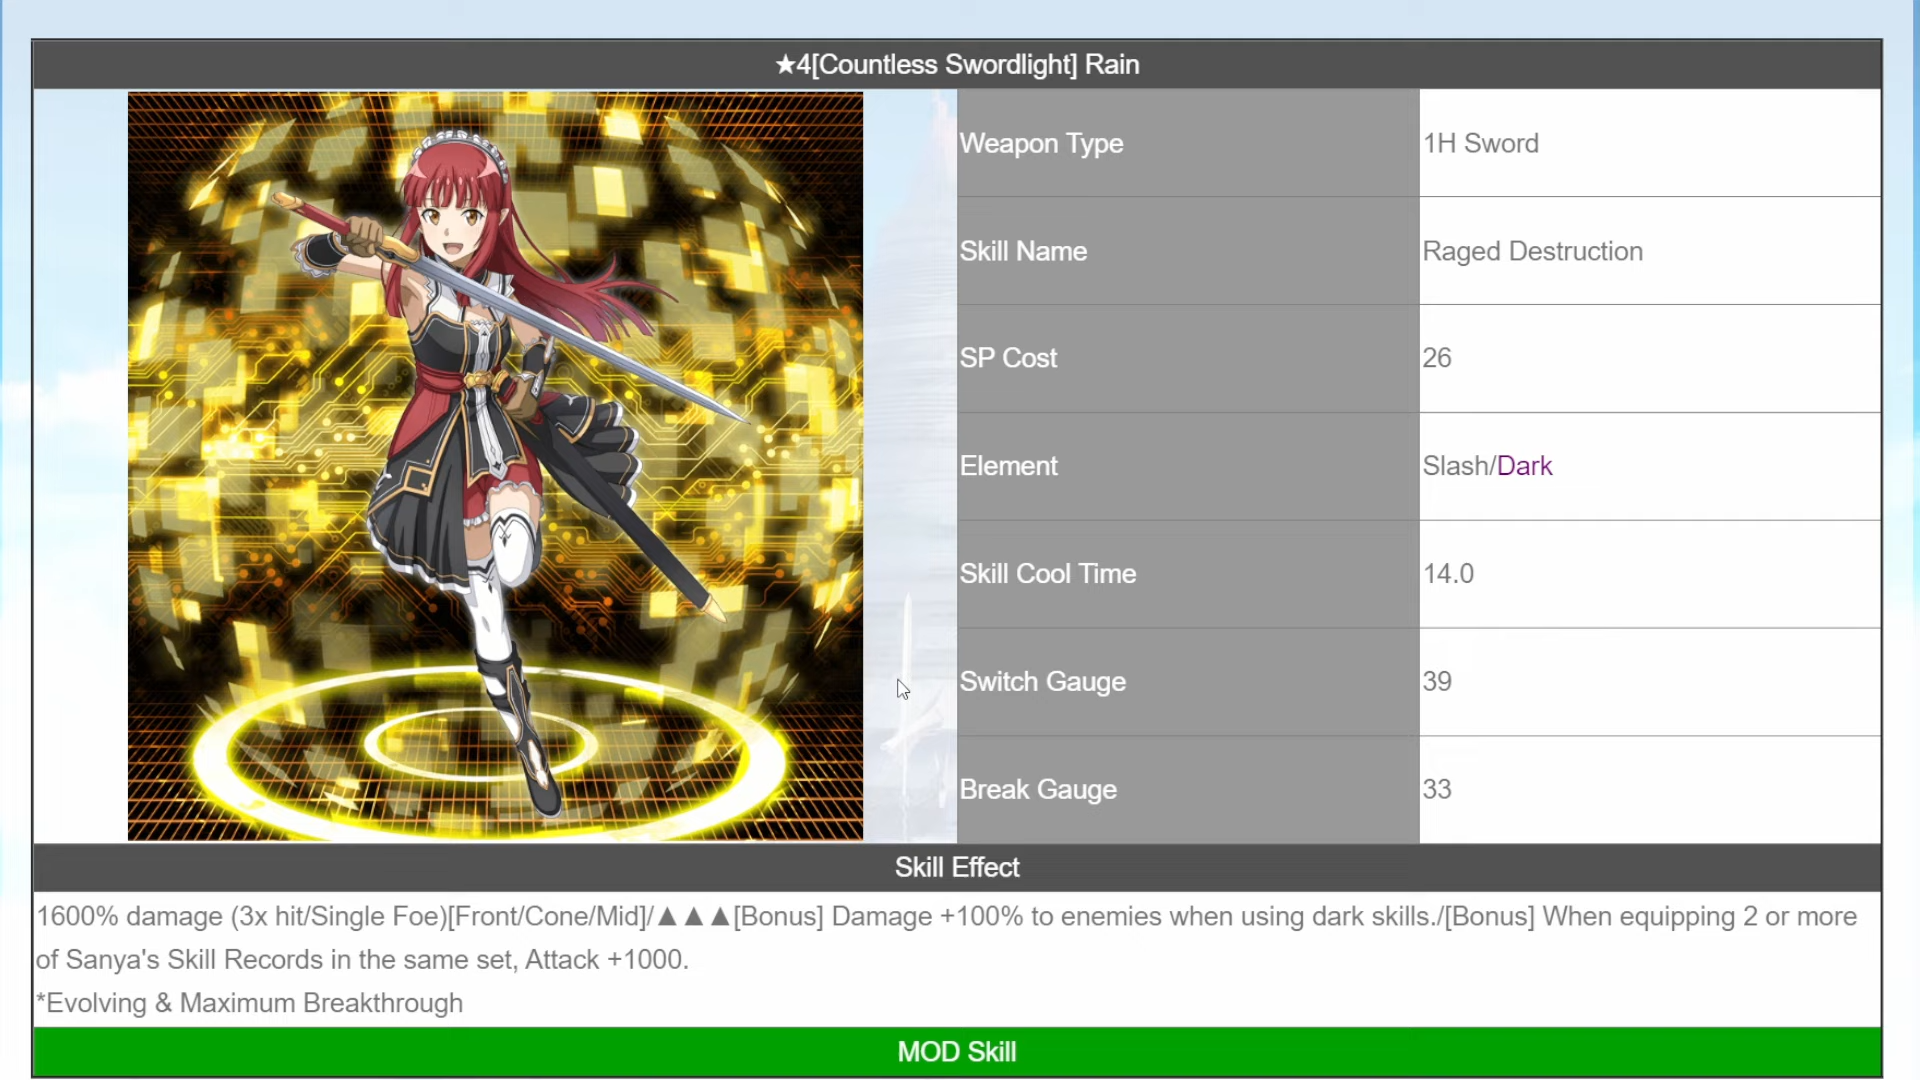 ★4[Countless Swordlight] Rain
Weapon Type
1H Sword
Skill Name
Raged Destruction
SP Cost
26
Element
Slash/Dark
Skill Cool Time
14.0
Switch Gauge
39
Break Gauge
33
Skill Effect
1600% damage (3x hit/Single Foe)[Front/Cone/Mid]/▲▲▲[Bonus] Damage +100% to enemies when using dark skills./[Bonus] When equipping 2 or more
of Sanya's Skill Records in the same set, Attack +1000.
*Evolving & Maximum Breakthrough
MOD Skill